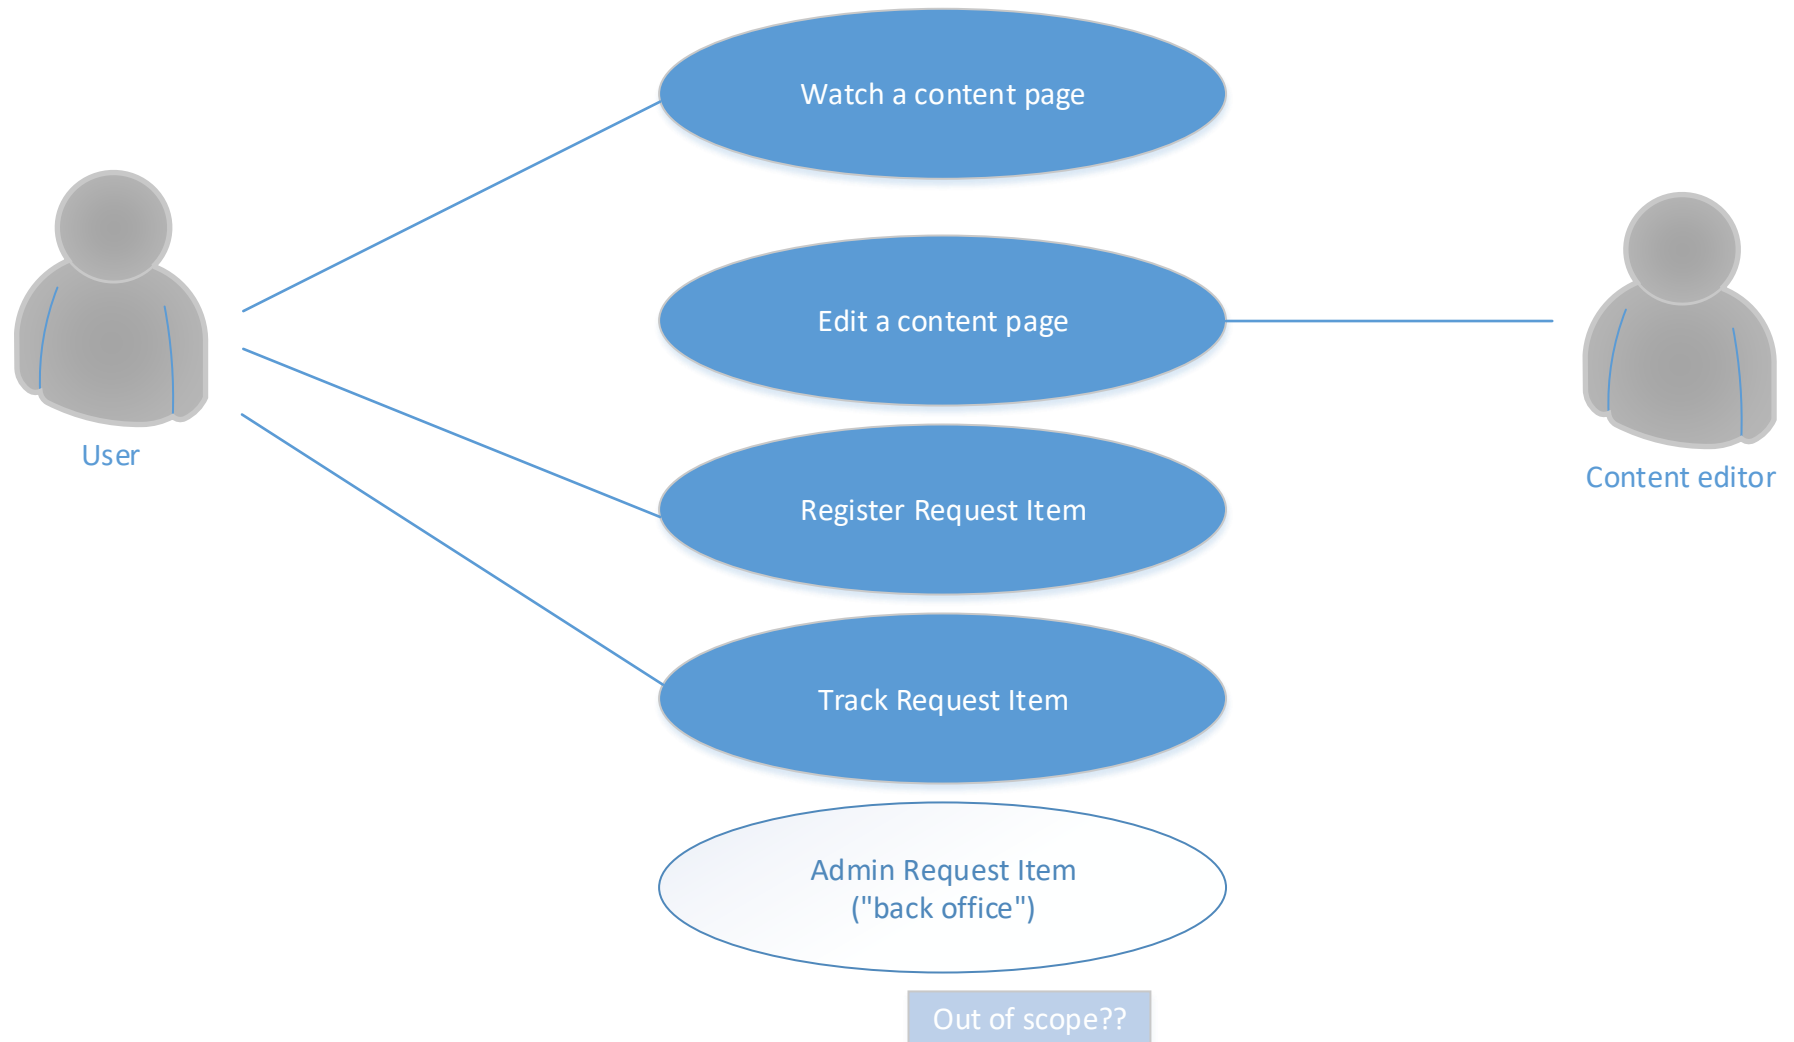 Watch a content page
Edit a content page
User
Content editor
Register Request Item
Track Request Item
Admin Request Item
("back office")
Out of scope??